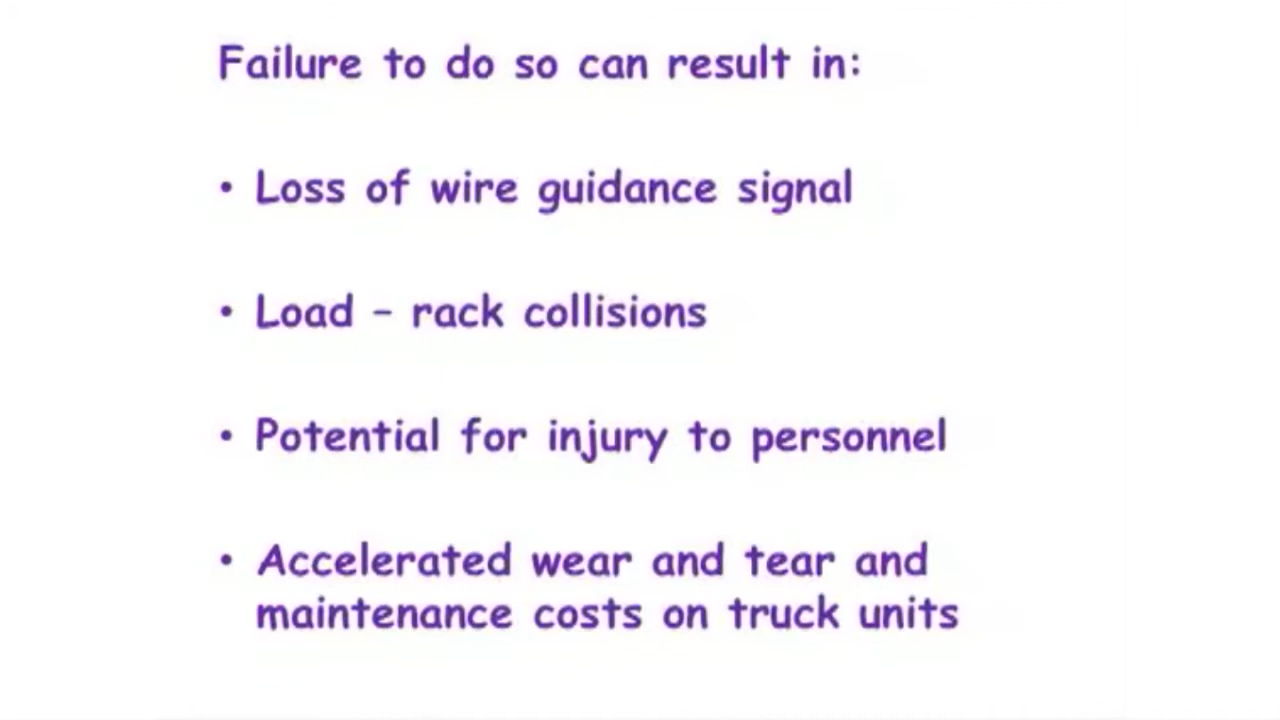 Failure to do so can result in:
• Loss of wire guidance signal
• Load – rack collisions
• Potential for injury to personnel
• Accelerated wear and tear and
maintenance costs on truck units